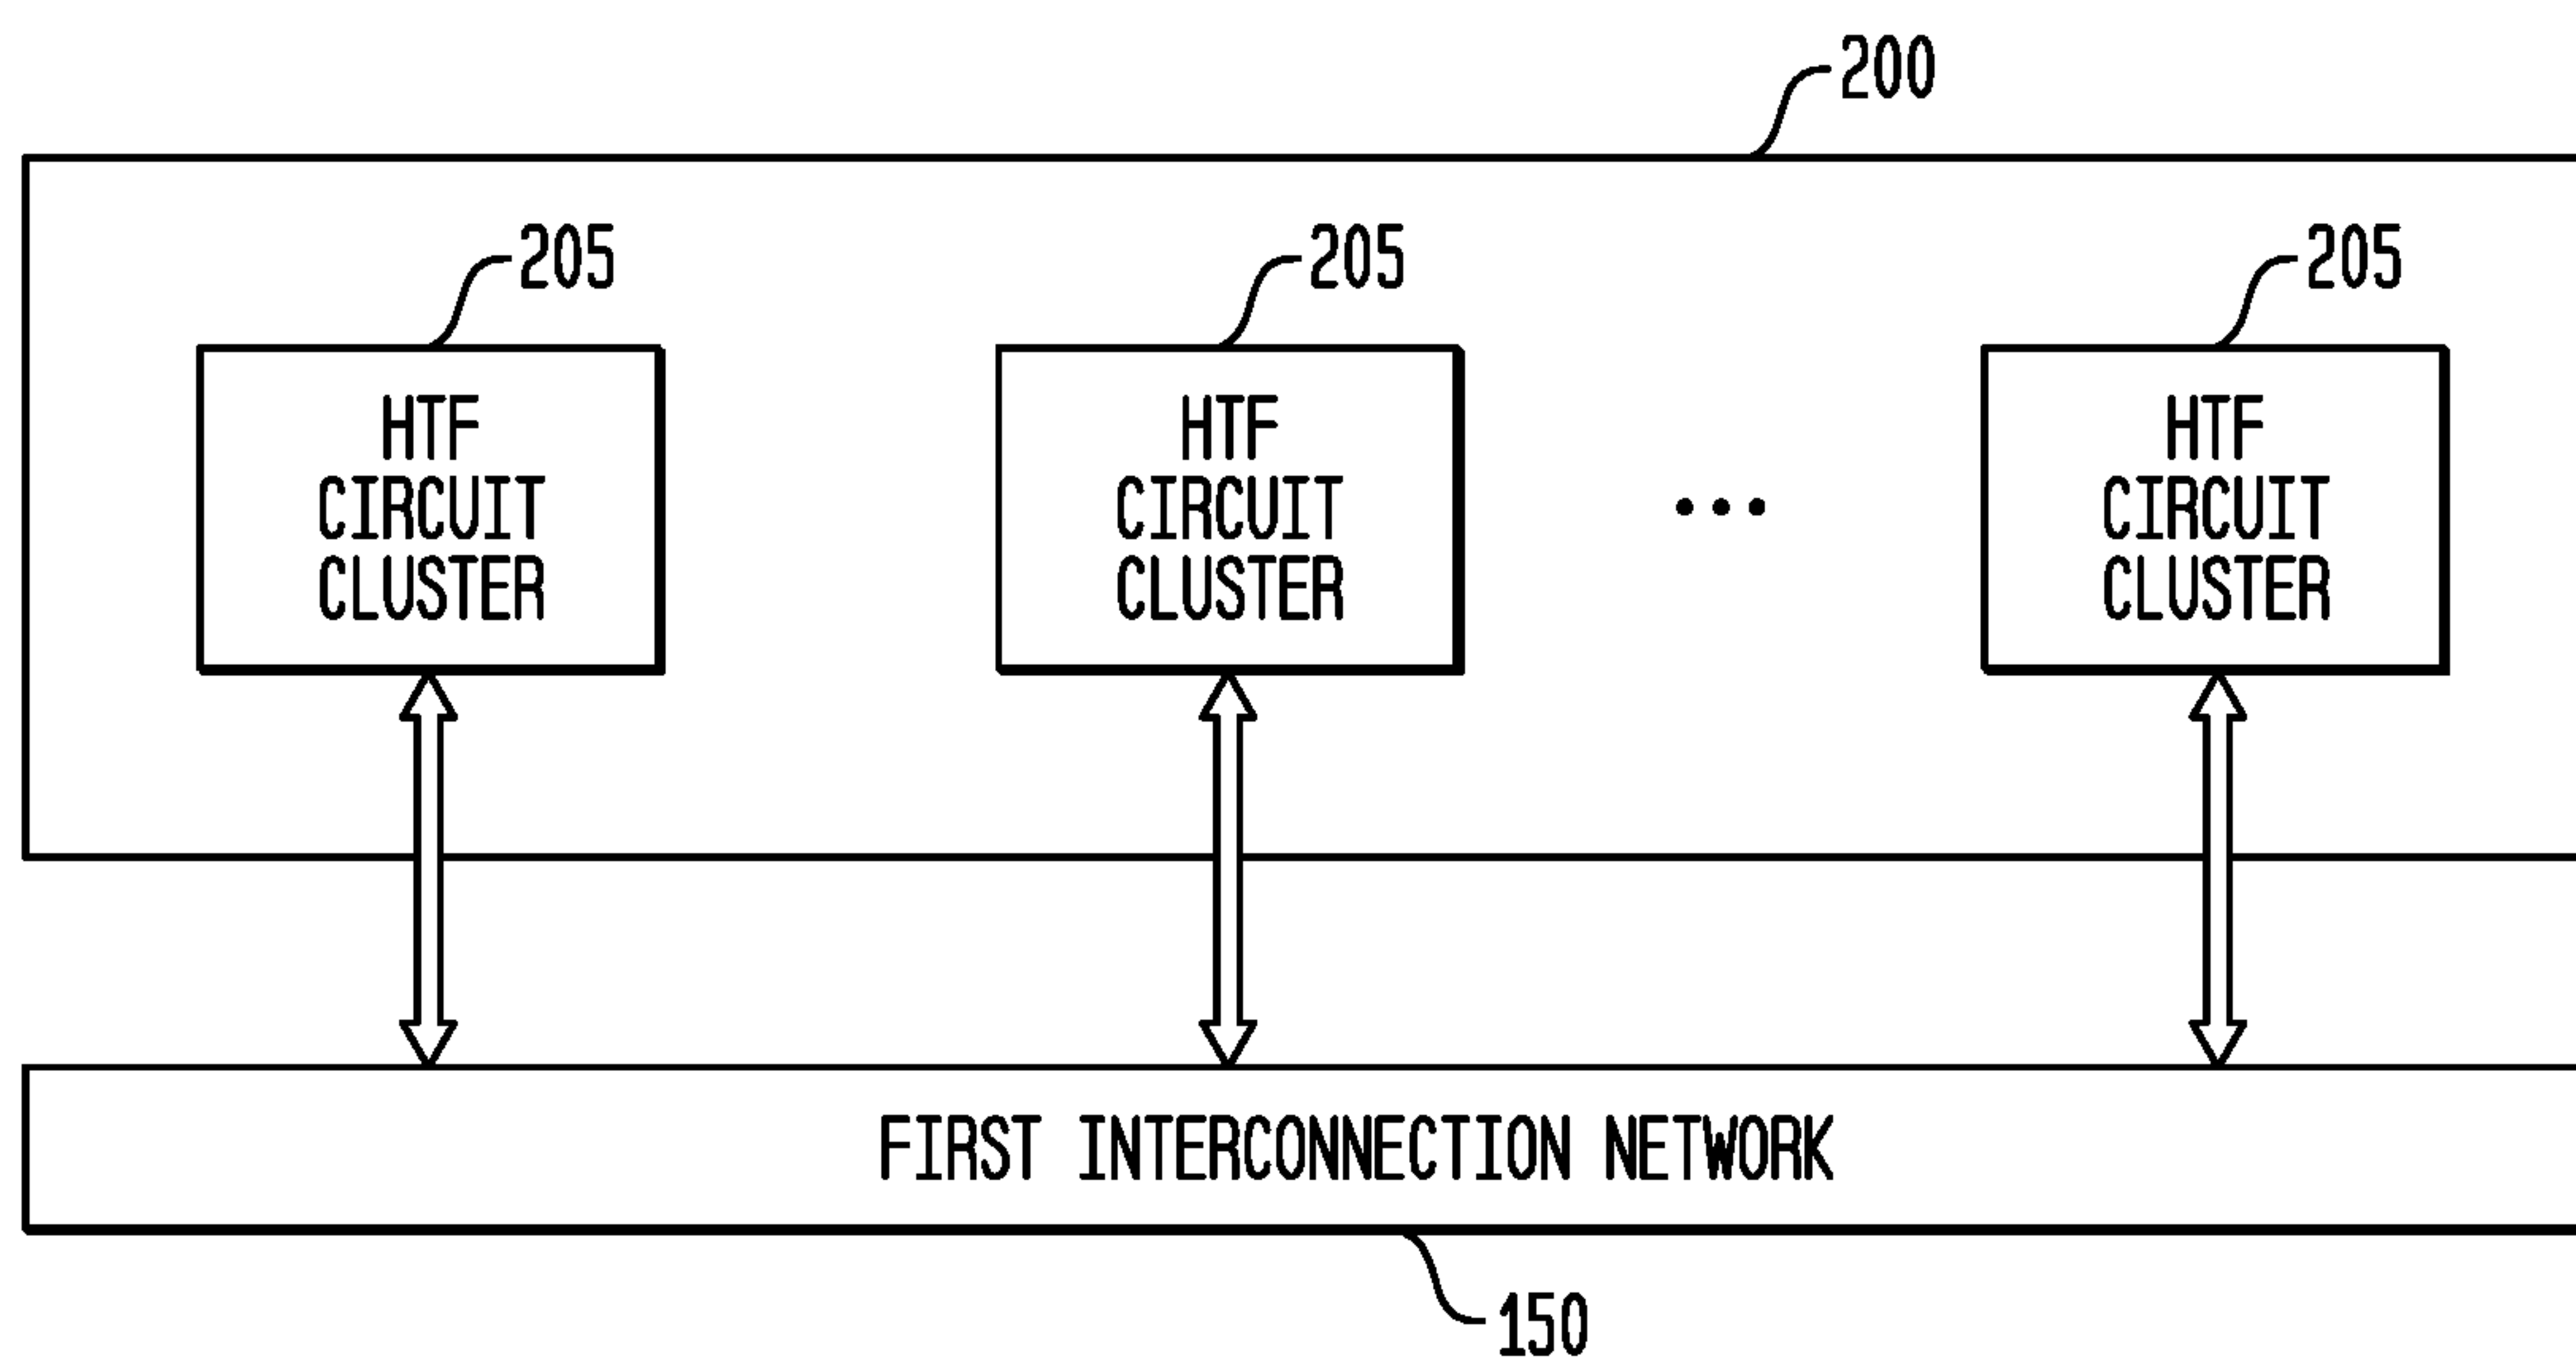 200
205
205
205
HTF
CIRCUIT
CLUSTER
HTF
CIRCUIT
CLUSTER
...
HTF
CIRCUIT
CLUSTER
FIRST INTERCONNECTION NETWORK
150